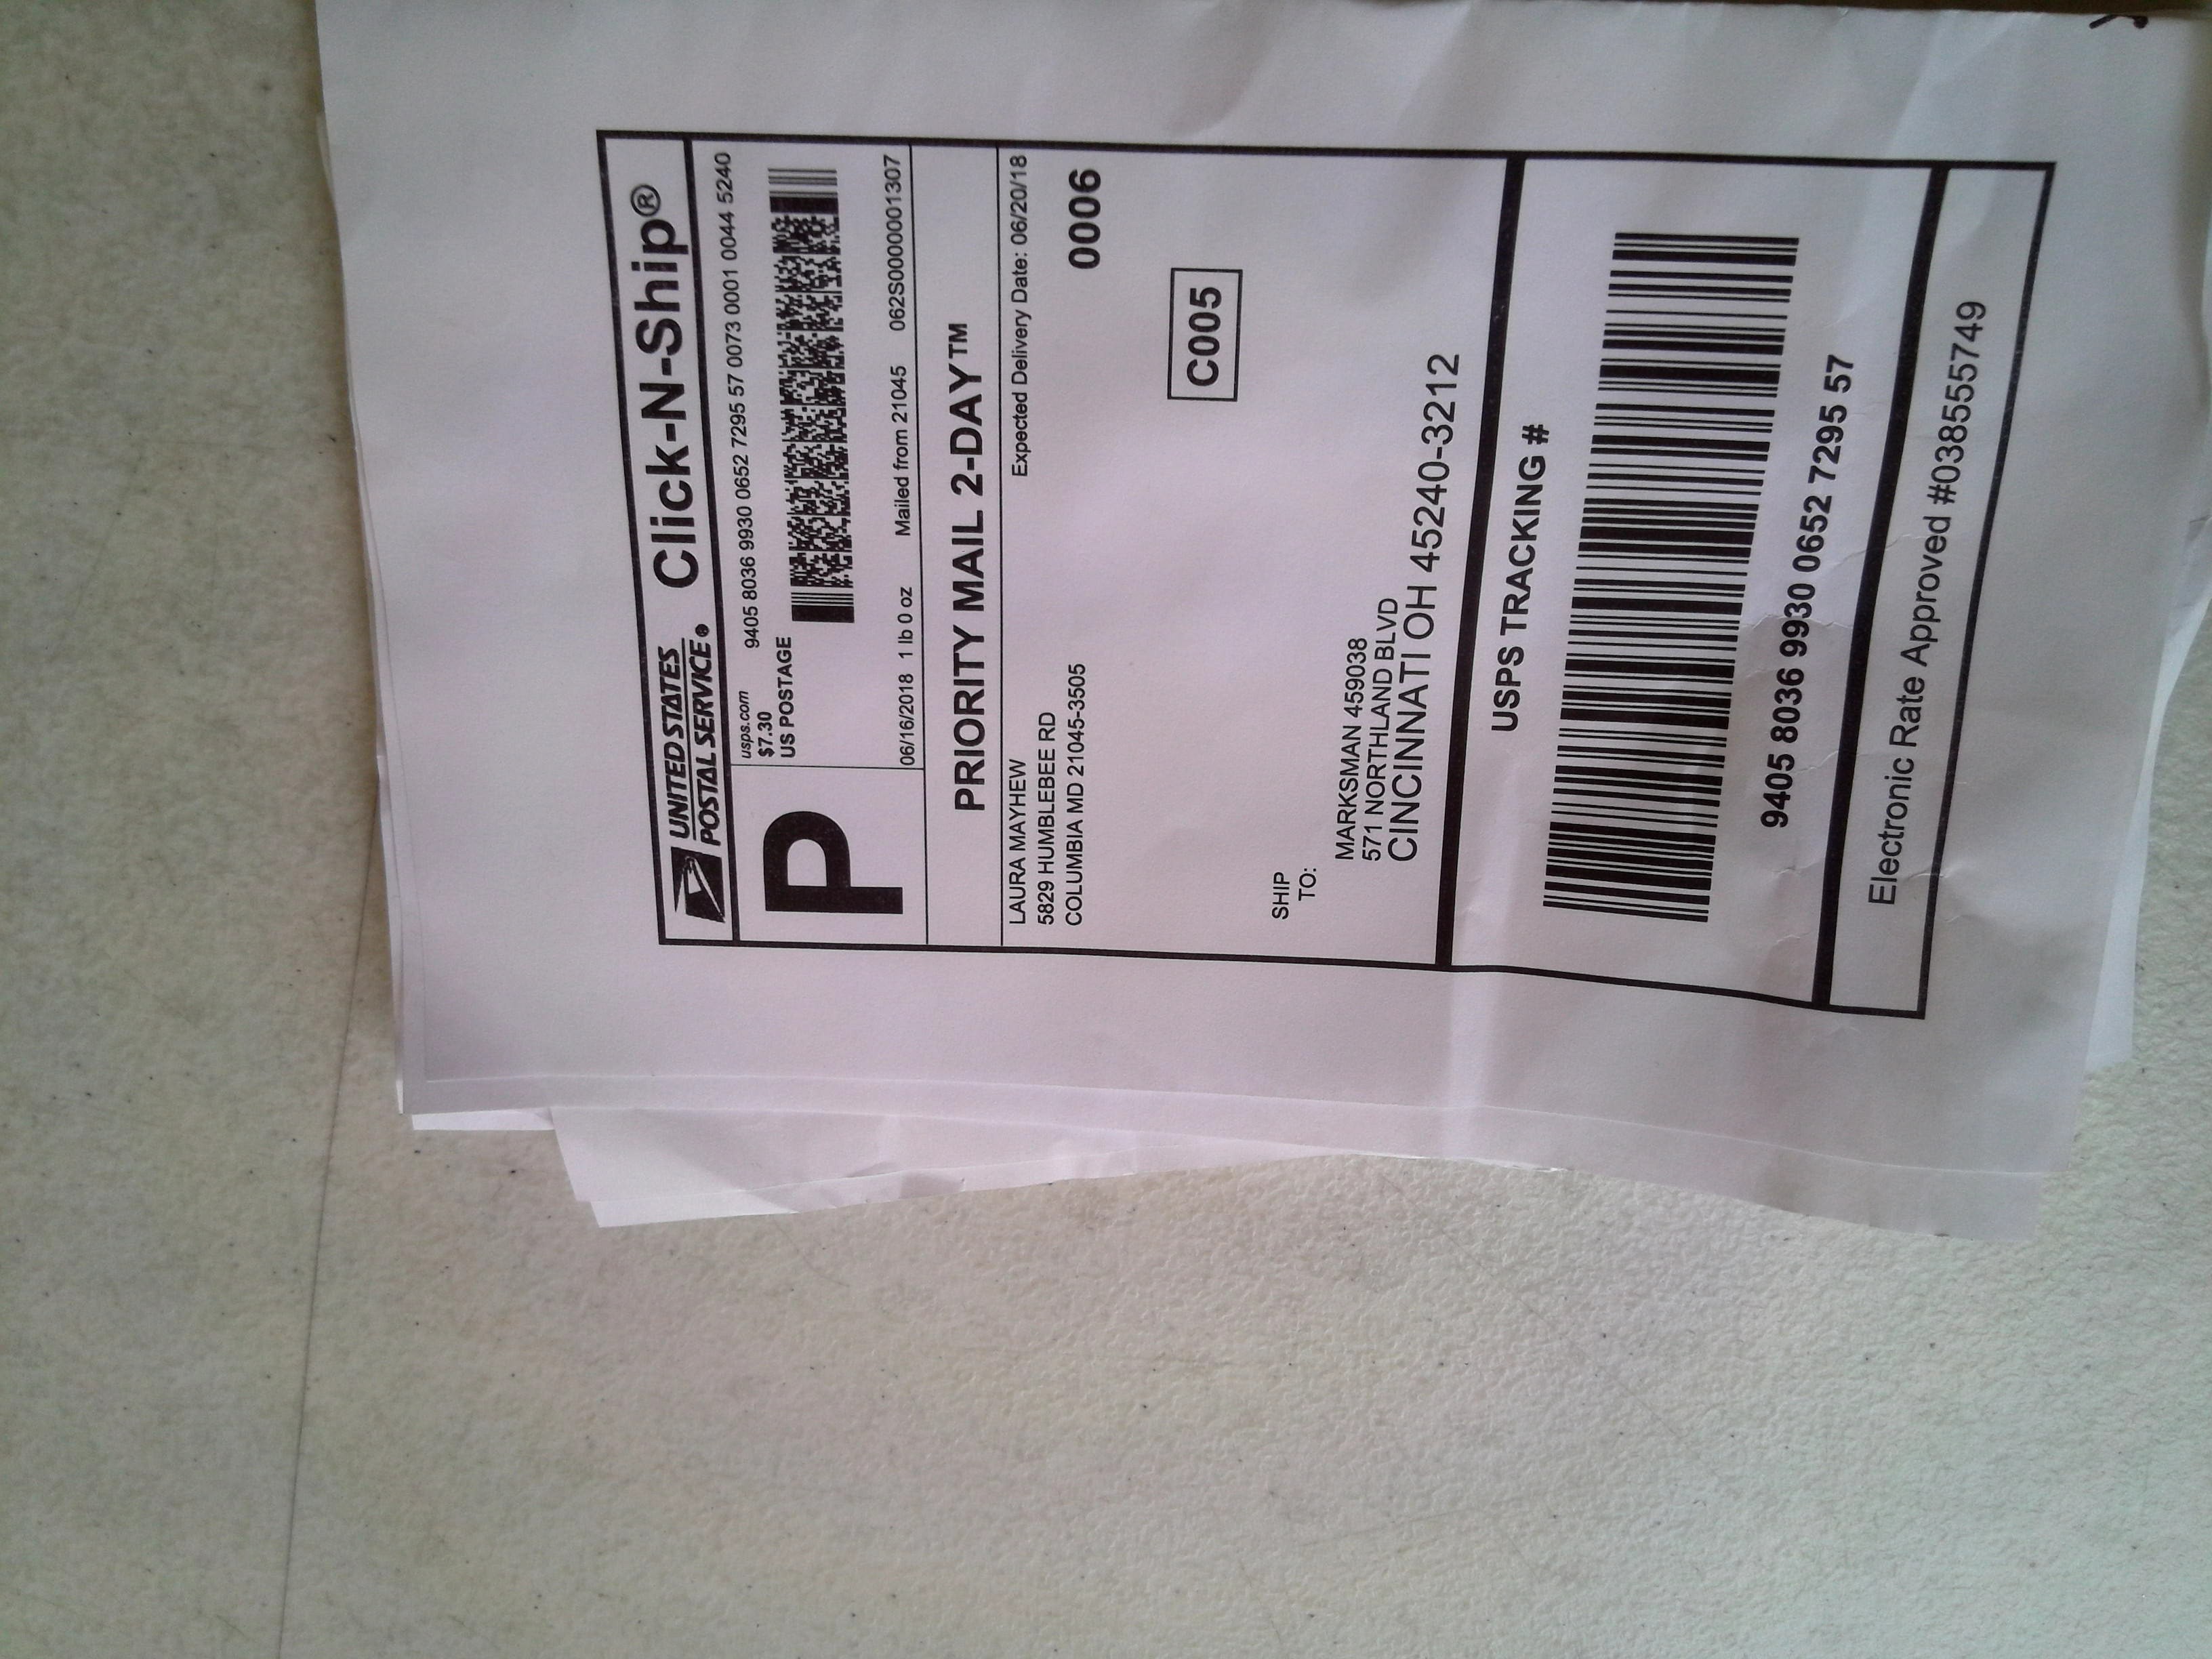 UNITED STATES
POSTAL SERVICE®
Click-N-Ship®
P
usps.com
$7.30
US POSTAGE
9405 8036 9930 0652 7295 57 0073 0001 0044 5240
06/16/2018 1 lb 0 oz Mailed from 21045 062S0000001307
PRIORITY MAIL 2-DAY™
LAURA MAYHEW
5829 HUMBLEBEE RD
COLUMBIA MD 21045-3505
Expected Delivery Date: 06/20/18
0006
C005
SHIP
TO:
MARKSMAN 459038
571 NORTHLAND BLVD
CINCINNATI OH 45240-3212
USPS TRACKING #
9405 8036 9930 0652 7295 57
Electronic Rate Approved #038555749